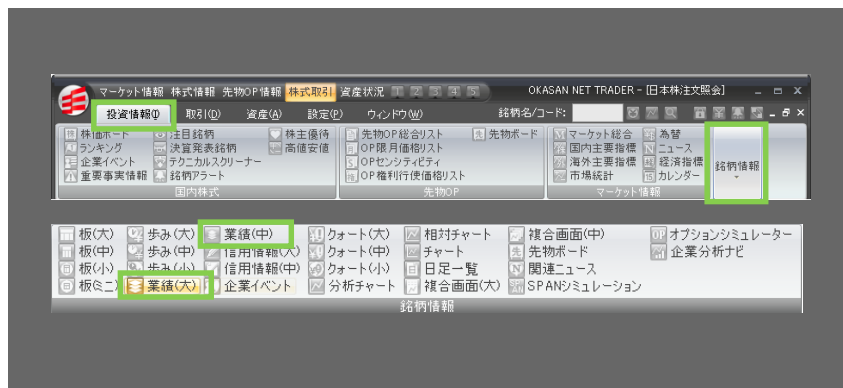 マーケット情報 株式情報 先物OP情報 株式取引 資産状況 1 2 3 4 5 OKASAN NET TRADER - [日本株注文照会]
投資情報(I) 取引(D) 資産(A) 設定(P) ウィンドウ(W) 銘柄名/コード:
株価ボード 注目銘柄 株主優待 先物OP総合リスト 先物ボード マーケット総合 為替
ランキング 決算発表銘柄 高値安値 OP限月価格リスト 国内主要指標 ニュース
企業イベント テクニカルスクリーナー OPセンシティビティ 海外主要指標 経済指標 銘柄情報
重要事実情報 銘柄アラート OP権利行使価格リスト 市場統計 カレンダー
国内株式 先物OP マーケット情報
板(大) 歩み(大) 業績(中) クォート(大) 相対チャート 複合画面(中) オプションシミュレーター
板(中) 歩み(中) 信用情報(大) クォート(中) チャート 先物ボード 企業分析ナビ
板(小) 歩み(小) 信用情報(中) クォート(小) 日足一覧 関連ニュース
板(ミニ) 業績(大) 企業イベント 分析チャート 複合画面(大) SPANシミュレーション
銘柄情報